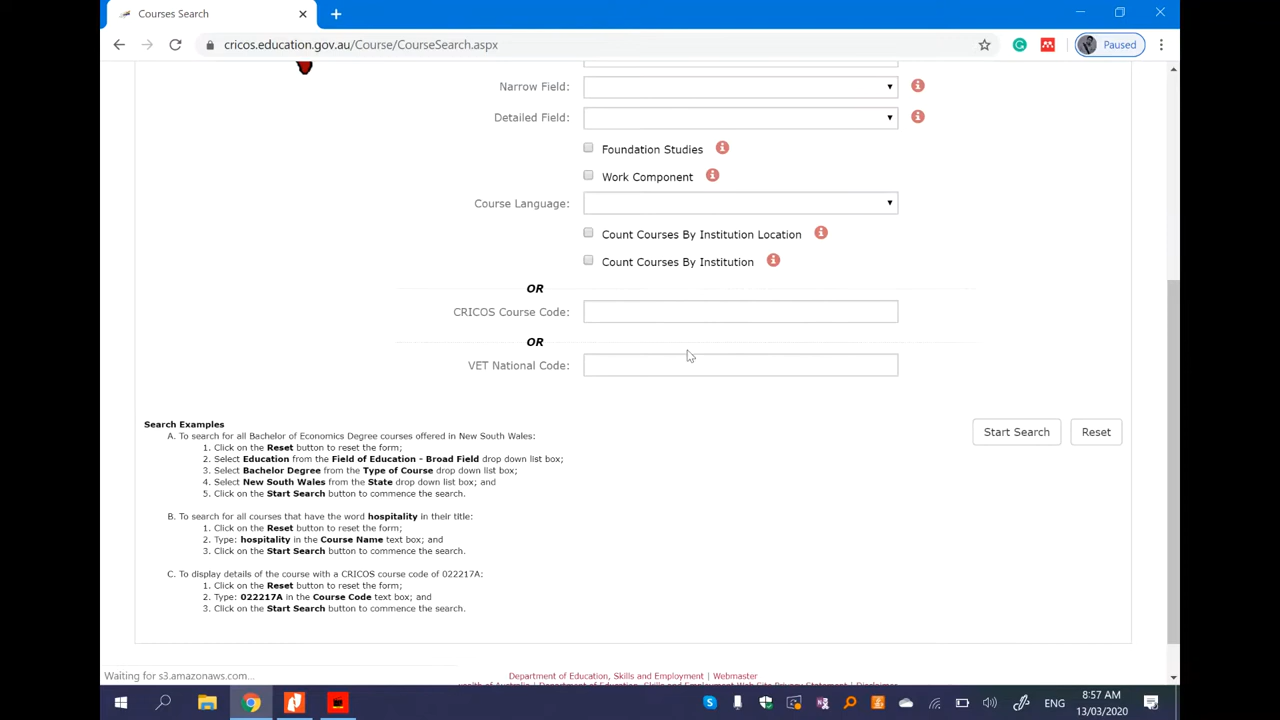 Courses Search
cricos.education.gov.au/Course/CourseSearch.aspx
Paused
Narrow Field:
Detailed Field:
Foundation Studies
Work Component
Course Language:
Count Courses By Institution Location
Count Courses By Institution
OR
CRICOS Course Code:
OR
VET National Code:
Search Examples
A. To search for all Bachelor of Economics Degree courses offered in New South Wales:
1. Click on the Reset button to reset the form;
2. Select Education from the Field of Education - Broad Field drop down list box;
3. Select Bachelor Degree from the Type of Course drop down list box;
4. Select New South Wales from the State drop down list box; and
5. Click on the Start Search button to commence the search.
Start Search Reset
B. To search for all courses that have the word hospitality in their title:
1. Click on the Reset button to reset the form;
2. Type: hospitality in the Course Name text box; and
3. Click on the Start Search button to commence the search.
C. To display details of the course with a CRICOS course code of 022217A:
1. Click on the Reset button to reset the form;
2. Type: 022217A in the Course Code text box; and
3. Click on the Start Search button to commence the search.
Waiting for s3.amazonaws.com...
Department of Education, Skills and Employment | Webmaster
ENG
8:57 AM
13/03/2020